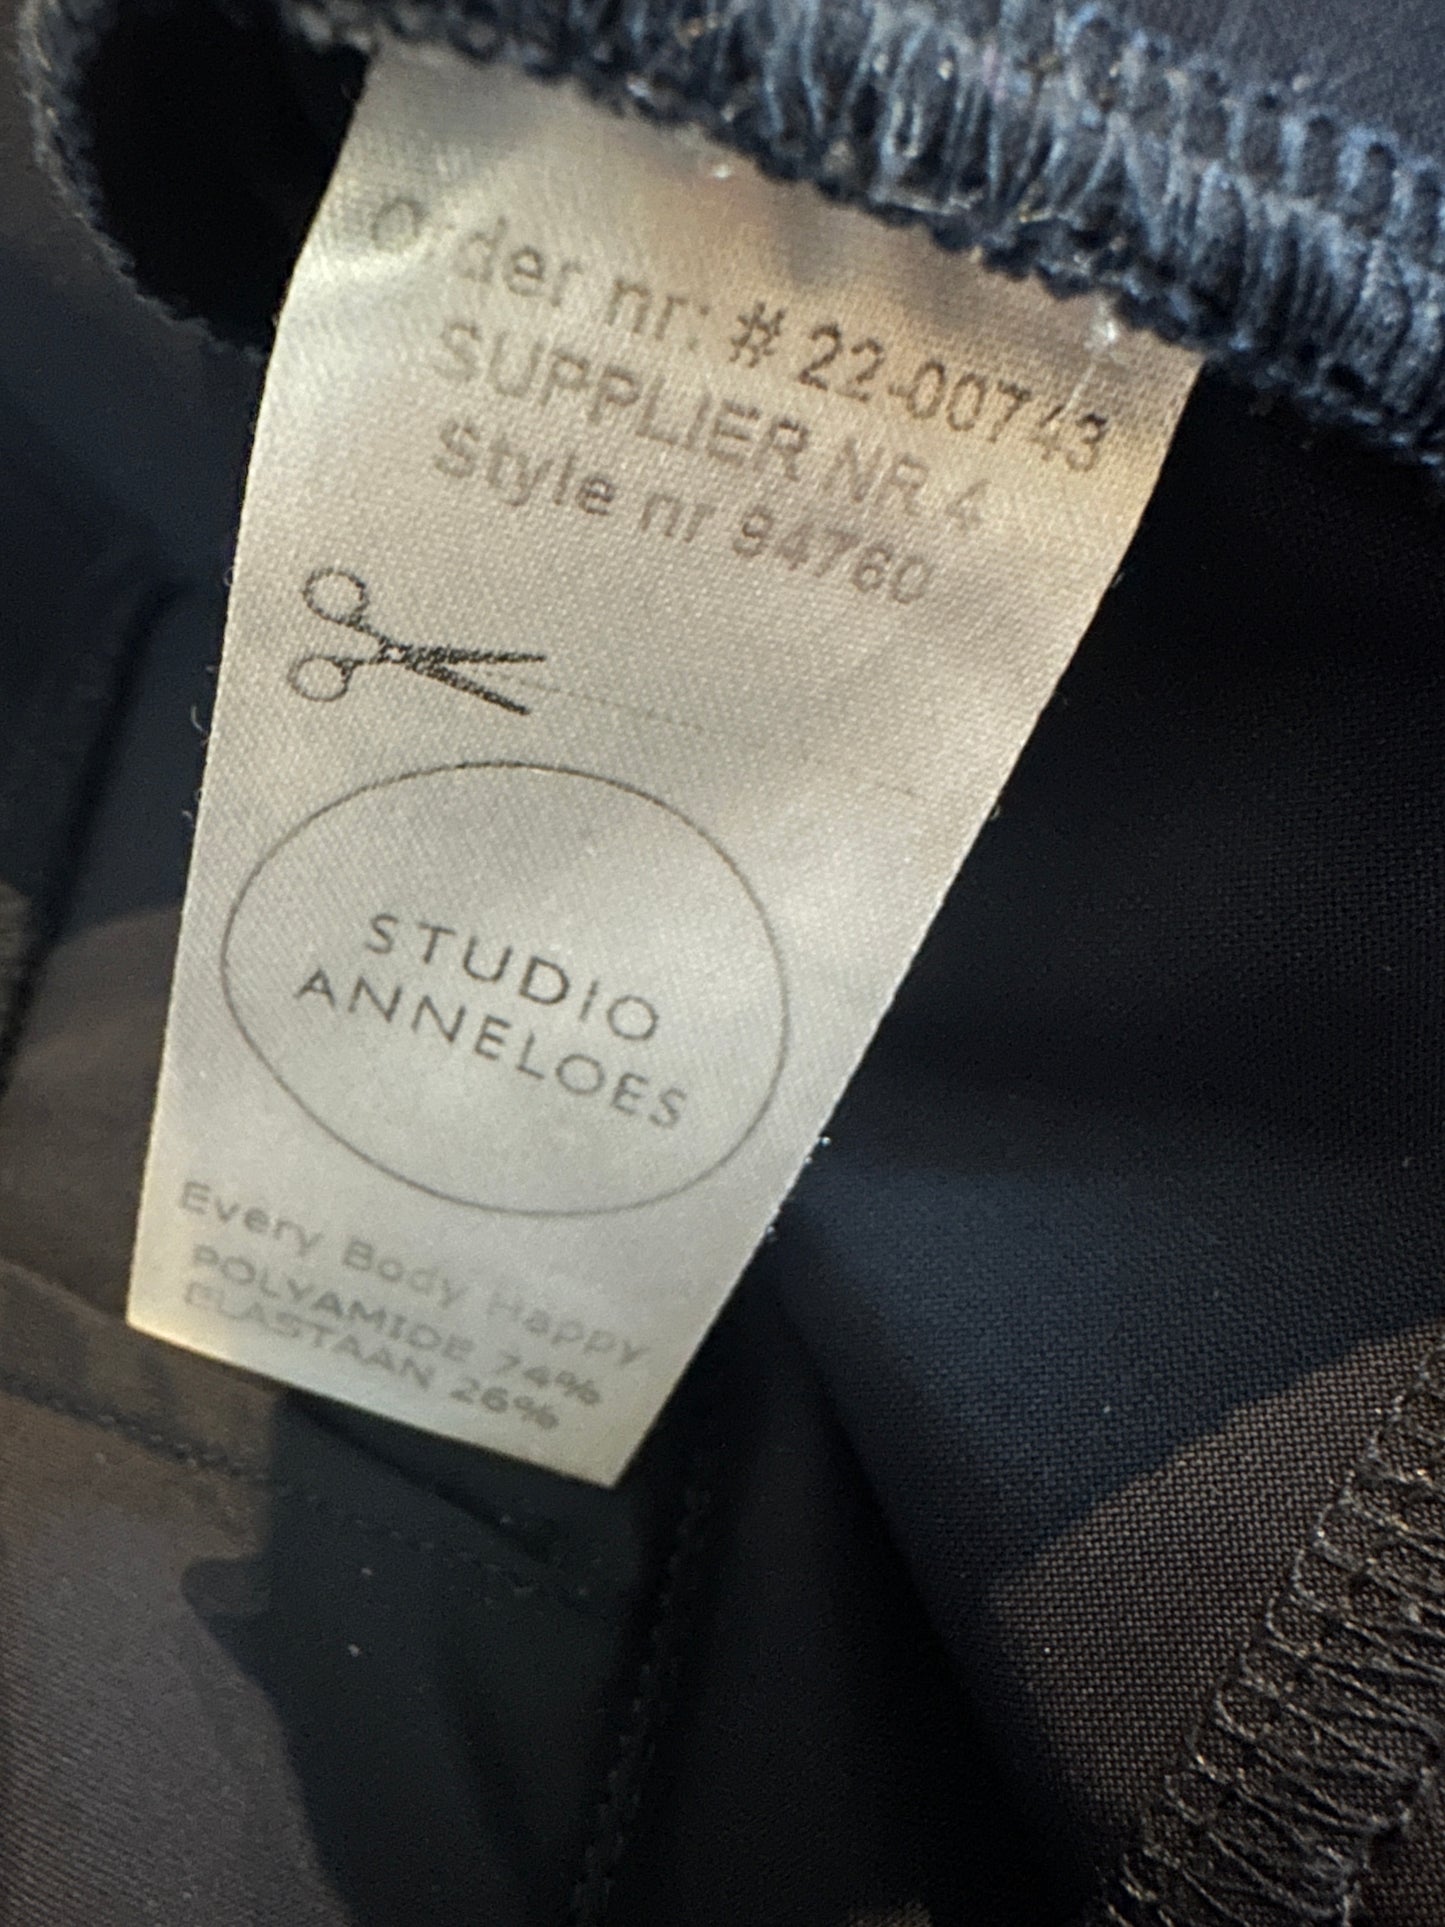 Order nr: # 22-00743
SUPPLIER NR 4
Style nr 94760
STUDIO
ANNELOES
Every Body Happy
POLYAMIDE 74%
ELASTAAN 26%